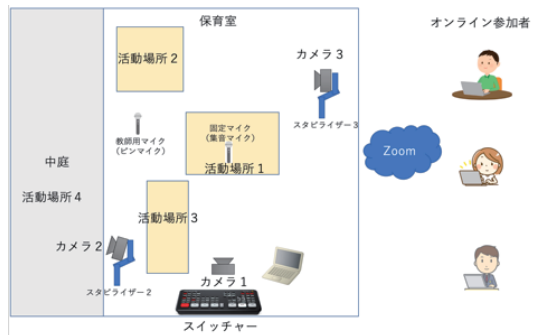 保育室
オンライン参加者
活動場所２
カメラ３
スタビライザー３
教師用マイク
(ピンマイク)
固定マイク
(集音マイク)
活動場所１
Zoom
中庭
活動場所４
活動場所３
カメラ２
スタビライザー２
カメラ１
スイッチャー